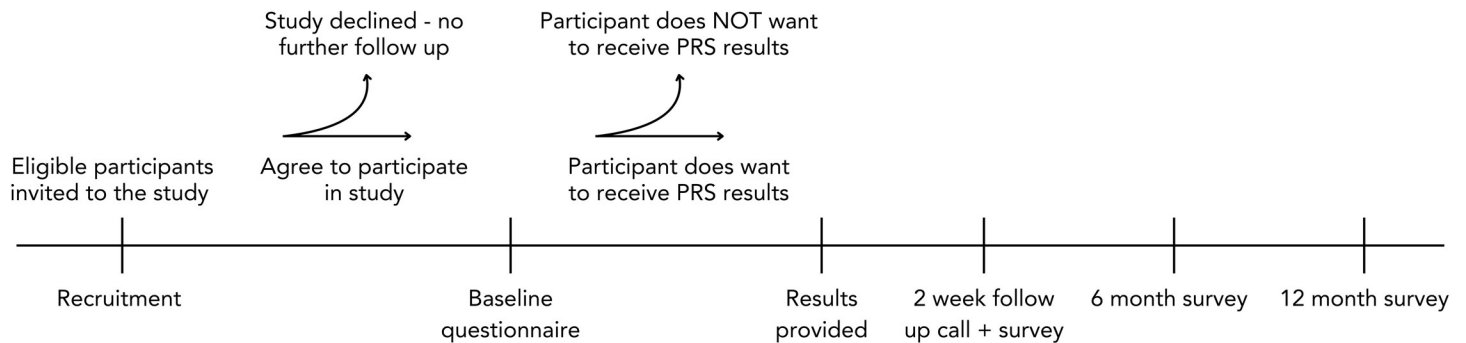 Study declined - no
further follow up
Participant does NOT want
to receive PRS results
Eligible participants
invited to the study
Agree to participate
in study
Participant does want
to receive PRS results
Recruitment
Baseline
questionnaire
Results
provided
2 week follow
up call + survey
6 month survey
12 month survey